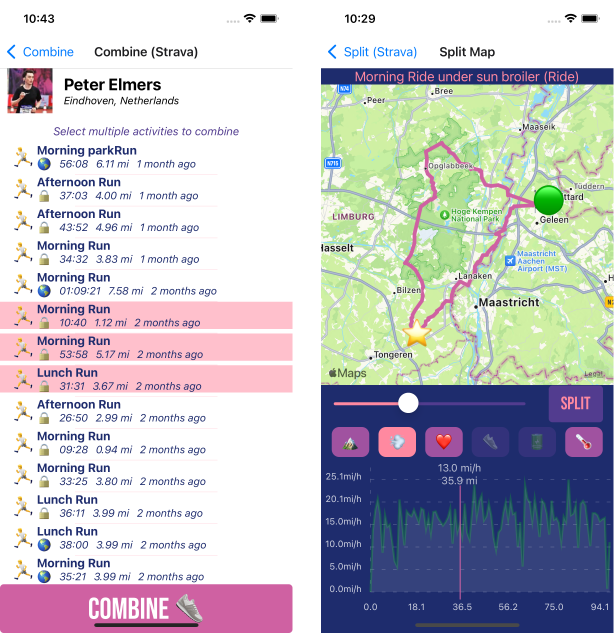 10:43
Combine
Combine (Strava)
Peter Elmers
Eindhoven, Netherlands
Select multiple activities to combine
Morning parkRun
56:08 6.11 mi 1 month ago
Afternoon Run
37:03 4.00 mi 1 month ago
Afternoon Run
43:52 4.96 mi 1 month ago
Morning Run
34:32 3.83 mi 1 month ago
Morning Run
01:09:21 7.58 mi 2 months ago
Morning Run
10:40 1.12 mi 2 months ago
Morning Run
53:58 5.17 mi 2 months ago
Lunch Run
31:31 3.67 mi 2 months ago
Afternoon Run
26:50 2.99 mi 2 months ago
Morning Run
09:28 0.94 mi 2 months ago
Morning Run
33:25 3.80 mi 2 months ago
Lunch Run
36:11 3.99 mi 2 months ago
Lunch Run
38:00 3.99 mi 2 months ago
Morning Run
35:21 3.99 mi 2 months ago
COMBINE
10:29
Split (Strava)
Split Map
Morning Ride under sun broiler (Ride)
N74
Bree
Peer
Maaseik
N715
Opglabbeek
Tuddern
ttard
LIMBURG
Hoge Kempen
National Park
Geleen
Hasselt
Maastricht
Aachen
Airport (MST)
Lanaken
Bilzen
Maastricht
Tongeren
Maps
Legal
SPLIT
13.0 mi/h
35.9 mi
25.1mi/h
20.1mi/h
15.0mi/h
10.0mi/h
5.0mi/h
0.0mi/h
0.0 18.1 36.5 56.2 75.0 94.1